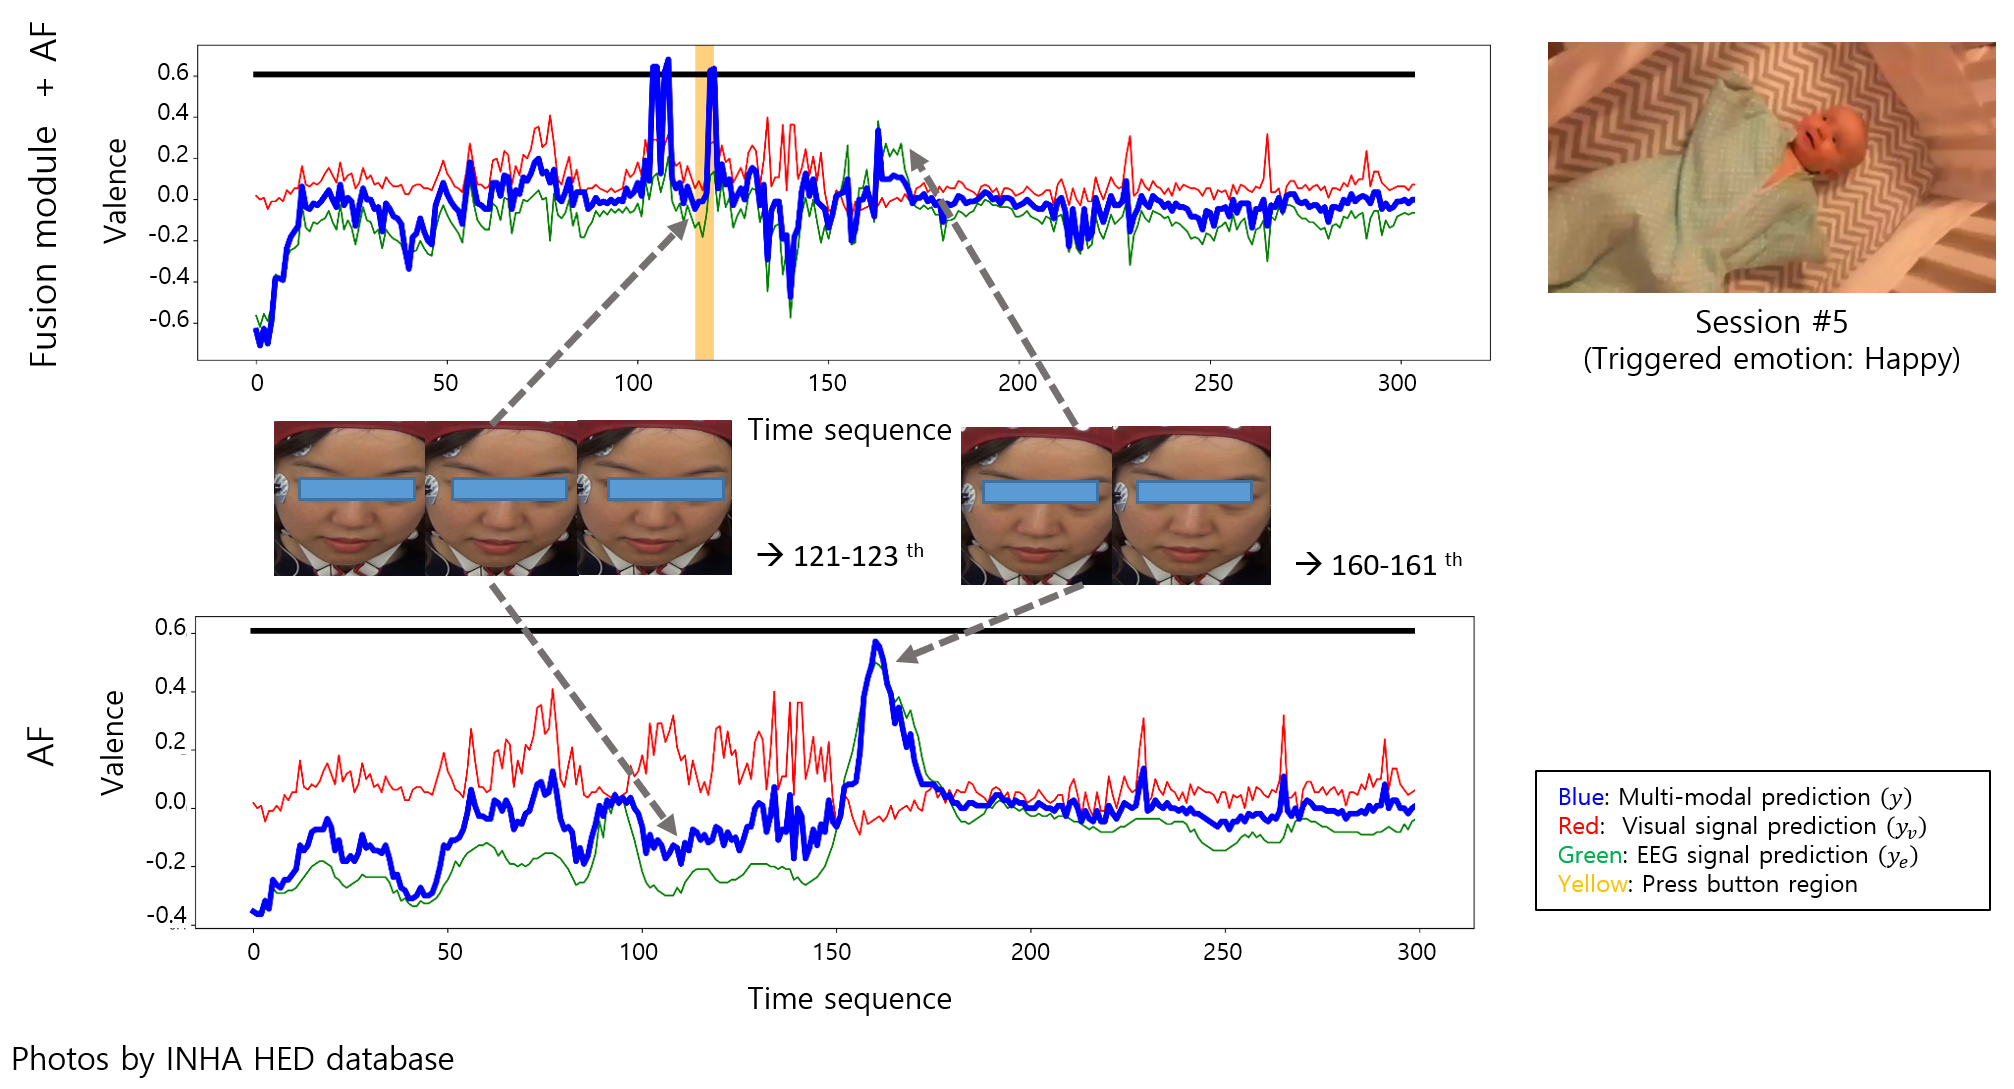 Fusion module + AF
Valence
0.6
0.4
0.2
0.0
-0.2
-0.4
-0.6
0 50 100 150 200 250 300
Time sequence
Session #5
(Triggered emotion: Happy)
→ 121-123 th
→ 160-161 th
AF
Valence
0.6
0.4
0.2
0.0
-0.2
-0.4
0 50 100 150 200 250 300
Time sequence
Blue: Multi-modal prediction (y)
Red: Visual signal prediction (yᵥ)
Green: EEG signal prediction (yₑ)
Yellow: Press button region
Photos by INHA HED database